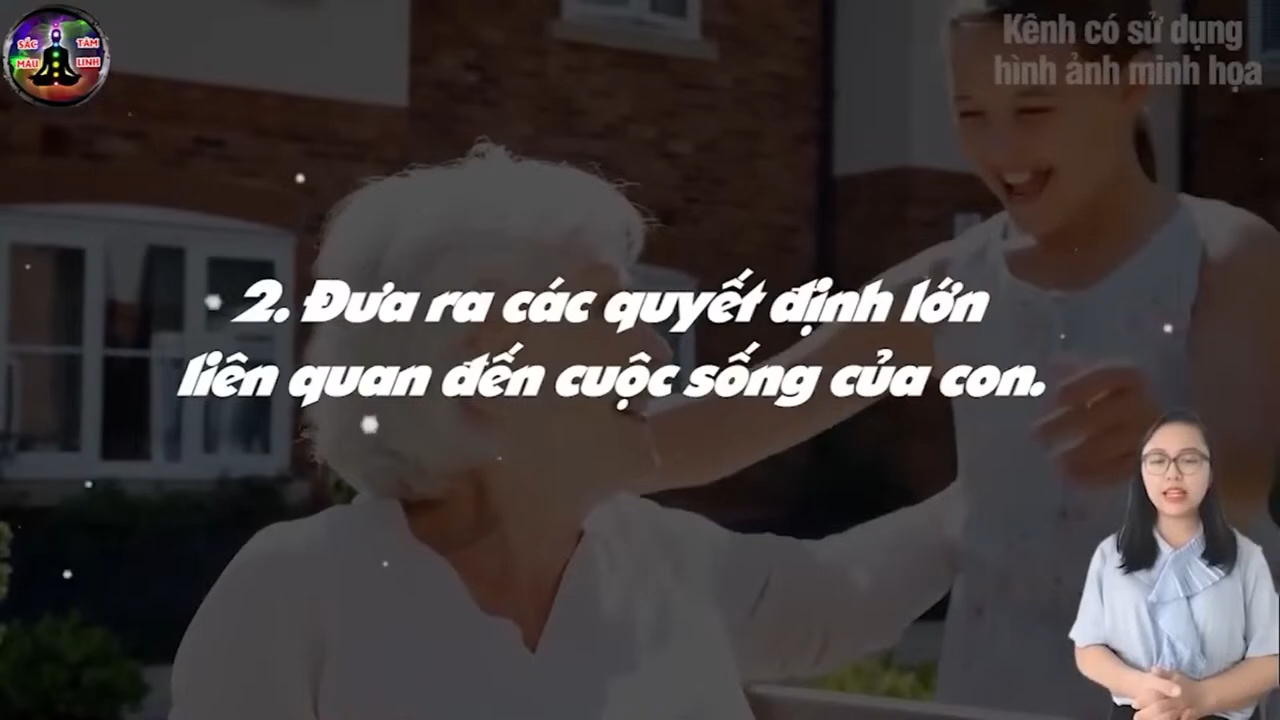 SẮC TÂM
MÀU LINH
Kênh có sử dụng
hình ảnh minh họa
2. Đưa ra các quyết định lớn
liên quan đến cuộc sống của con.